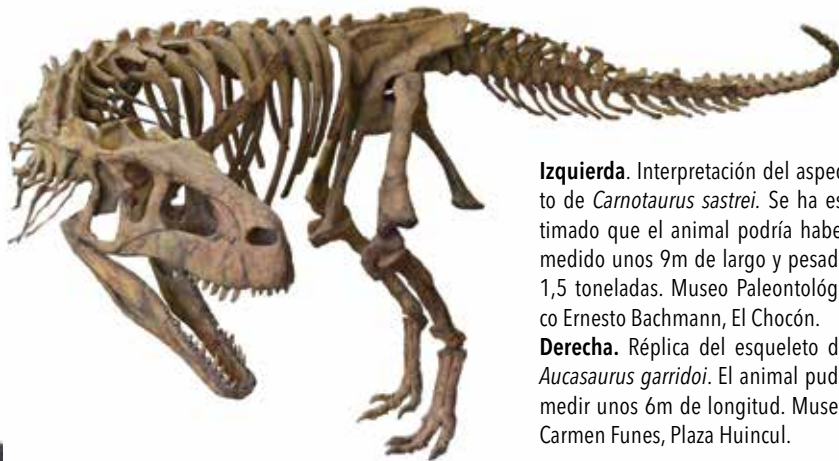 Izquierda. Interpretación del aspec
to de Carnotaurus sastrei. Se ha es
timado que el animal podría habe
medido unos 9m de largo y pesad
1,5 toneladas. Museo Paleontológ
co Ernesto Bachmann, El Chocón.
Derecha. Réplica del esqueleto d
Aucasaurus garridoi. El animal pud
medir unos 6m de longitud. Muse
Carmen Funes, Plaza Huincul.